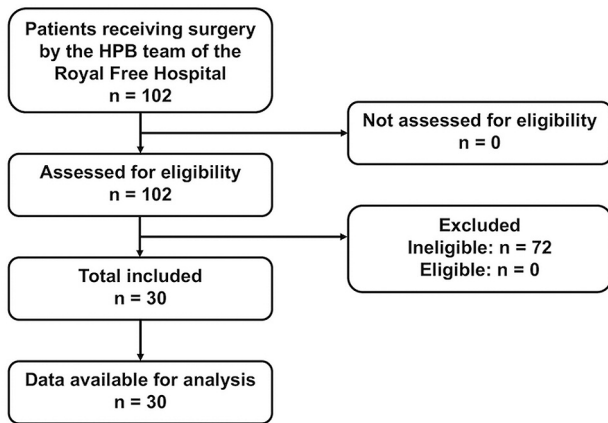 Patients receiving surgery
by the HPB team of the
Royal Free Hospital
n = 102
Not assessed for eligibility
n = 0
Assessed for eligibility
n = 102
Excluded
Ineligible: n = 72
Eligible: n = 0
Total included
n = 30
Data available for analysis
n = 30